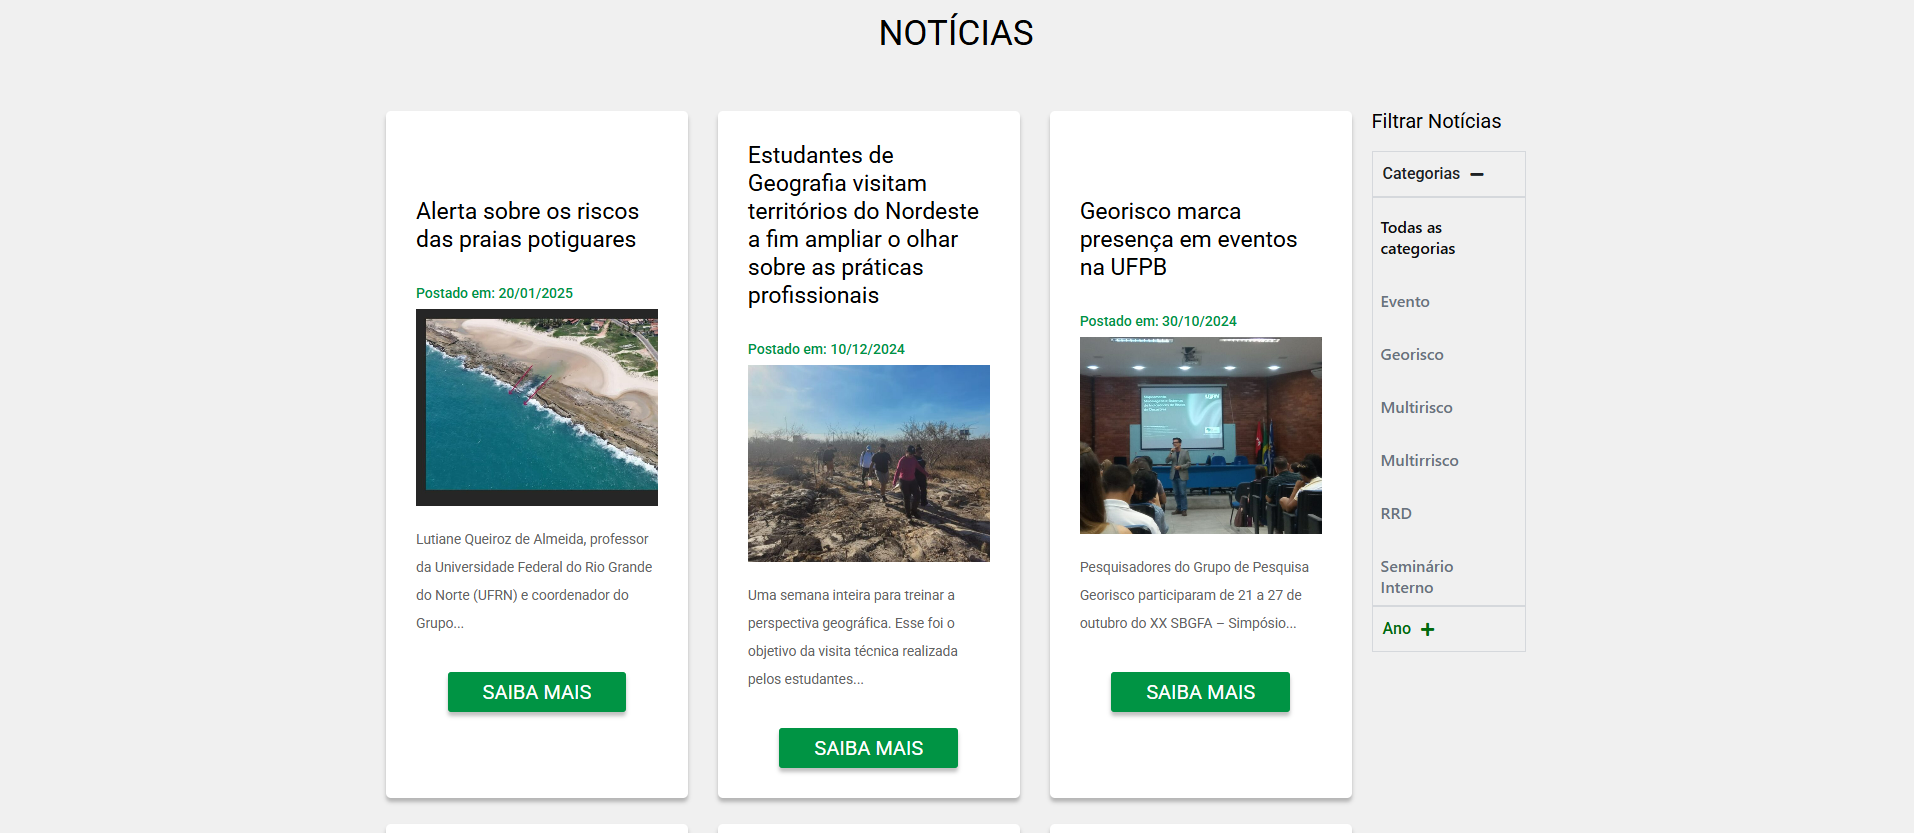 NOTÍCIAS
Alerta sobre os riscos
das praias potiguares
Postado em: 20/01/2025
Lutiane Queiroz de Almeida, professor
da Universidade Federal do Rio Grande
do Norte (UFRN) e coordenador do
Grupo...
SAIBA MAIS
Estudantes de
Geografia visitam
territórios do Nordeste
a fim ampliar o olhar
sobre as práticas
profissionais
Postado em: 10/12/2024
Uma semana inteira para treinar a
perspectiva geográfica. Esse foi o
objetivo da visita técnica realizada
pelos estudantes...
SAIBA MAIS
Georisco marca
presença em eventos
na UFPB
Postado em: 30/10/2024
Pesquisadores do Grupo de Pesquisa
Georisco participaram de 21 a 27 de
outubro do XX SBGFA – Simpósio...
SAIBA MAIS
Filtrar Notícias
Categorias
Todas as
categorias
Evento
Georisco
Multirisco
Multirrisco
RRD
Seminário
Interno
Ano